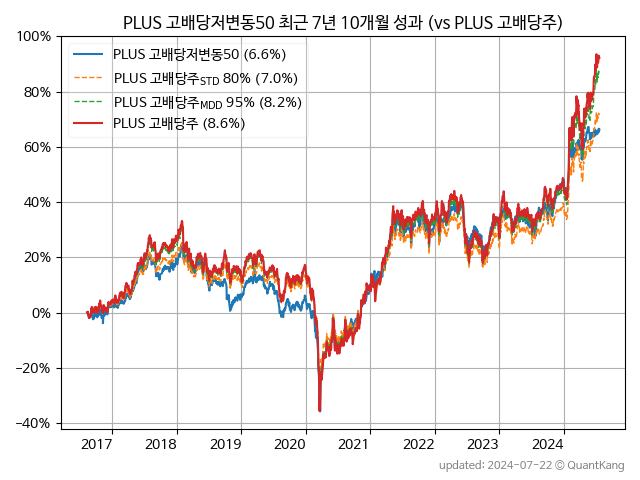 PLUS 고배당저변동50 최근 7년 10개월 성과 (vs PLUS 고배당주)
100%
80%
60%
40%
20%
0%
−20%
−40%
PLUS 고배당저변동50 (6.6%)
PLUS 고배당주STD 80% (7.0%)
PLUS 고배당주MDD 95% (8.2%)
PLUS 고배당주 (8.6%)
2017 2018 2019 2020 2021 2022 2023 2024
updated: 2024-07-22 © QuantKang